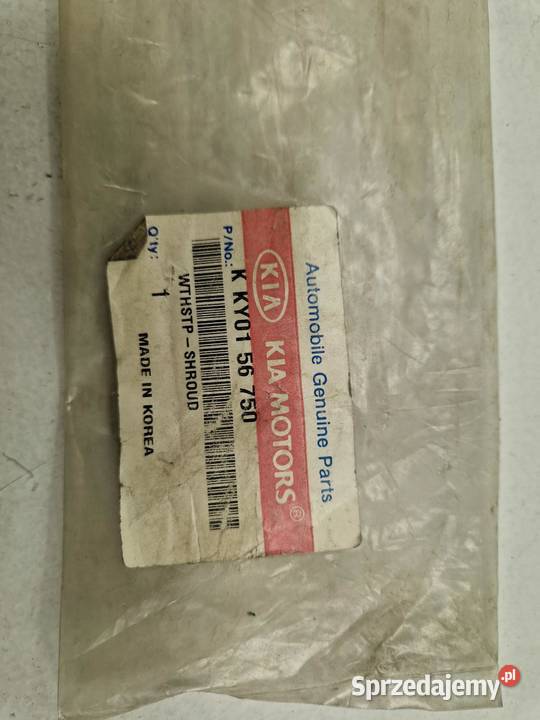 Automobile Genuine Parts
KIA KIA MOTORS®
P/No.: K KY01 56 750
WTHSTP-SHROUD
Q'ty: 1 MADE IN KOREA
Sprzedajemy.pl